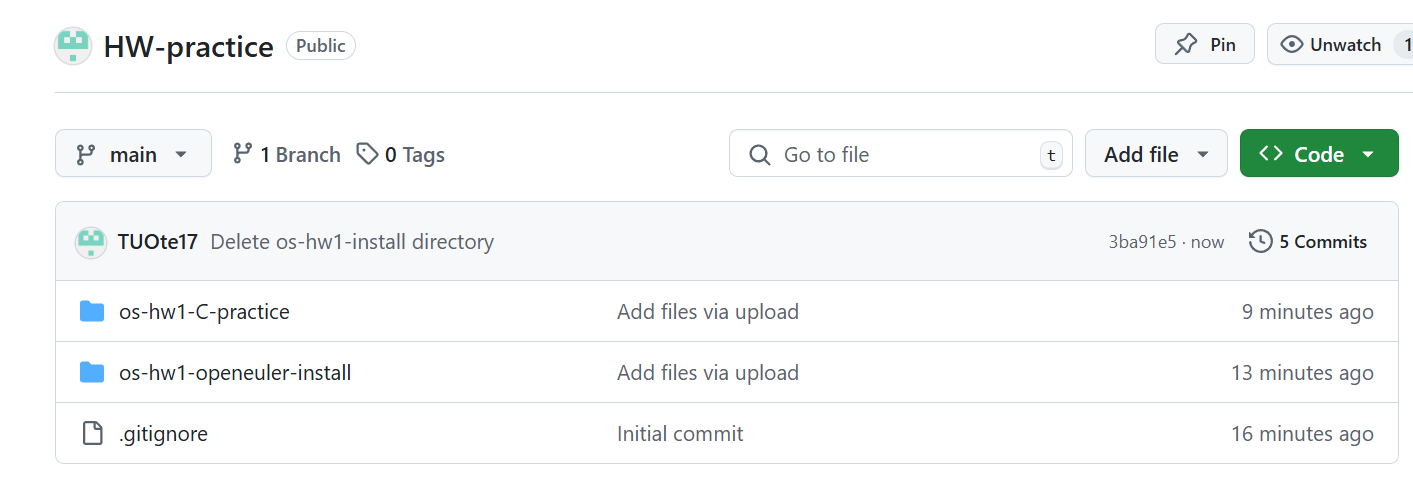 HW-practice Public Pin Unwatch 1
main 1 Branch 0 Tags Go to file t Add file Code
TUOte17 Delete os-hw1-install directory 3ba91e5 · now 5 Commits
os-hw1-C-practice Add files via upload 9 minutes ago
os-hw1-openeuler-install Add files via upload 13 minutes ago
.gitignore Initial commit 16 minutes ago